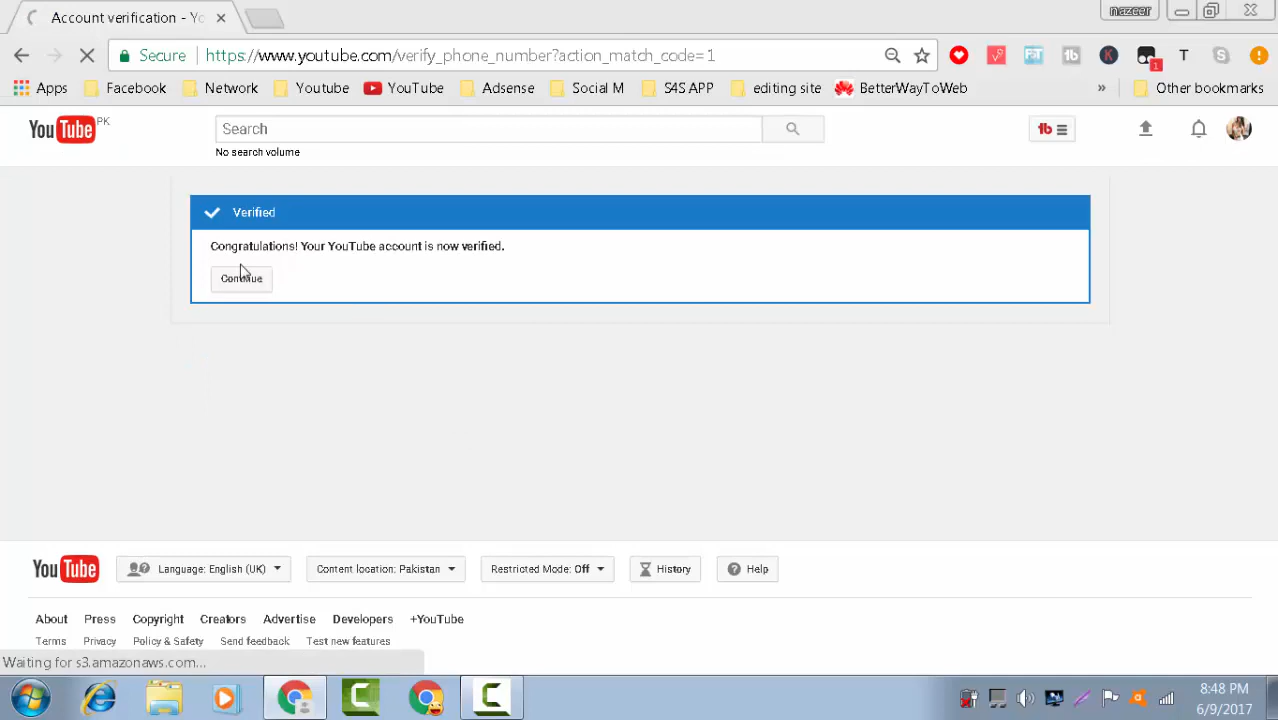 Account verification - Yo
nazeer
Secure https://www.youtube.com/verify_phone_number?action_match_code=1
Apps Facebook Network Youtube YouTube Adsense Social M S4S APP editing site BetterWayToWeb » Other bookmarks
YouTube PK
Search
No search volume
Verified
Congratulations! Your YouTube account is now verified.
Continue
YouTube Language: English (UK) Content location: Pakistan Restricted Mode: Off History Help
About Press Copyright Creators Advertise Developers +YouTube
Terms Privacy Policy & Safety Send feedback Test new features
Waiting for s3.amazonaws.com...
8:48 PM
6/9/2017